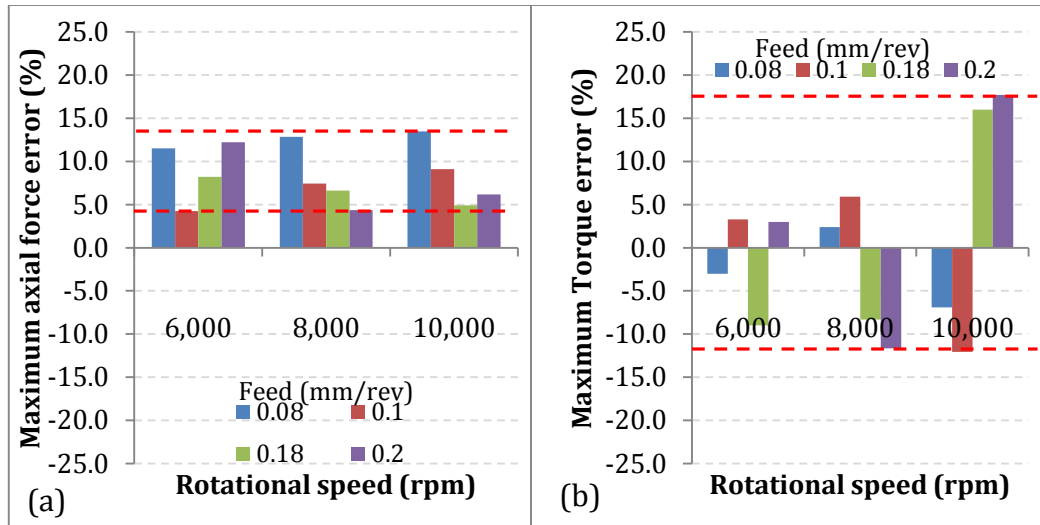 Maximum axial force error (%)
25.0
20.0
15.0
10.0
5.0
0.0
-5.0
-10.0
-15.0
-20.0
-25.0
6,000 8,000 10,000
Feed (mm/rev)
0.08 0.1
0.18 0.2
(a)
Rotational speed (rpm)
Maximum Torque error (%)
25.0
20.0
15.0
10.0
5.0
0.0
-5.0
-10.0
-15.0
-20.0
-25.0
Feed (mm/rev)
0.08 0.1 0.18 0.2
6,000 8,000 10,000
(b)
Rotational speed (rpm)